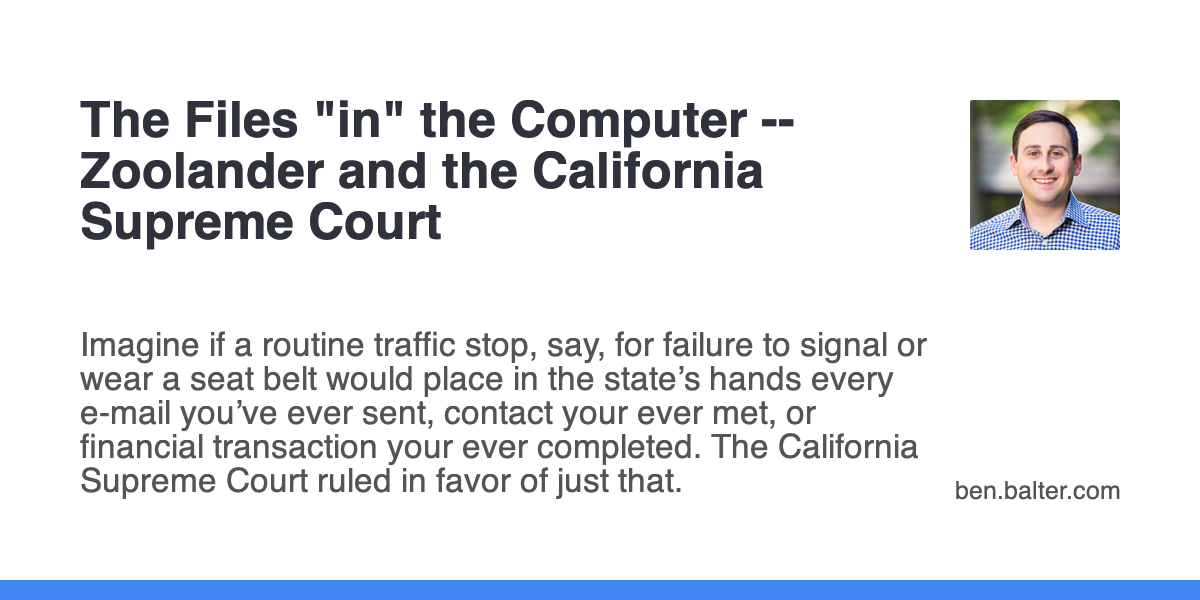 The Files "in" the Computer --
Zoolander and the California
Supreme Court
Imagine if a routine traffic stop, say, for failure to signal or
wear a seat belt would place in the state’s hands every
e-mail you’ve ever sent, contact your ever met, or
financial transaction your ever completed. The California
Supreme Court ruled in favor of just that.
ben.balter.com